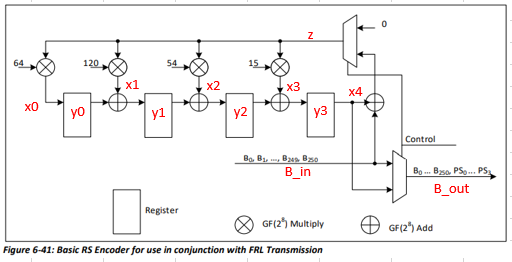 z
0
64
120
54
15
x0
x1
x2
x3
x4
y0
y1
y2
y3
Control
B0, B1, ..., B249, B250
B_in
B0 ... B250, PS0 ... PS3
B_out
Register
GF(2^8) Multiply
GF(2^8) Add
Figure 6-41: Basic RS Encoder for use in conjunction with FRL Transmission